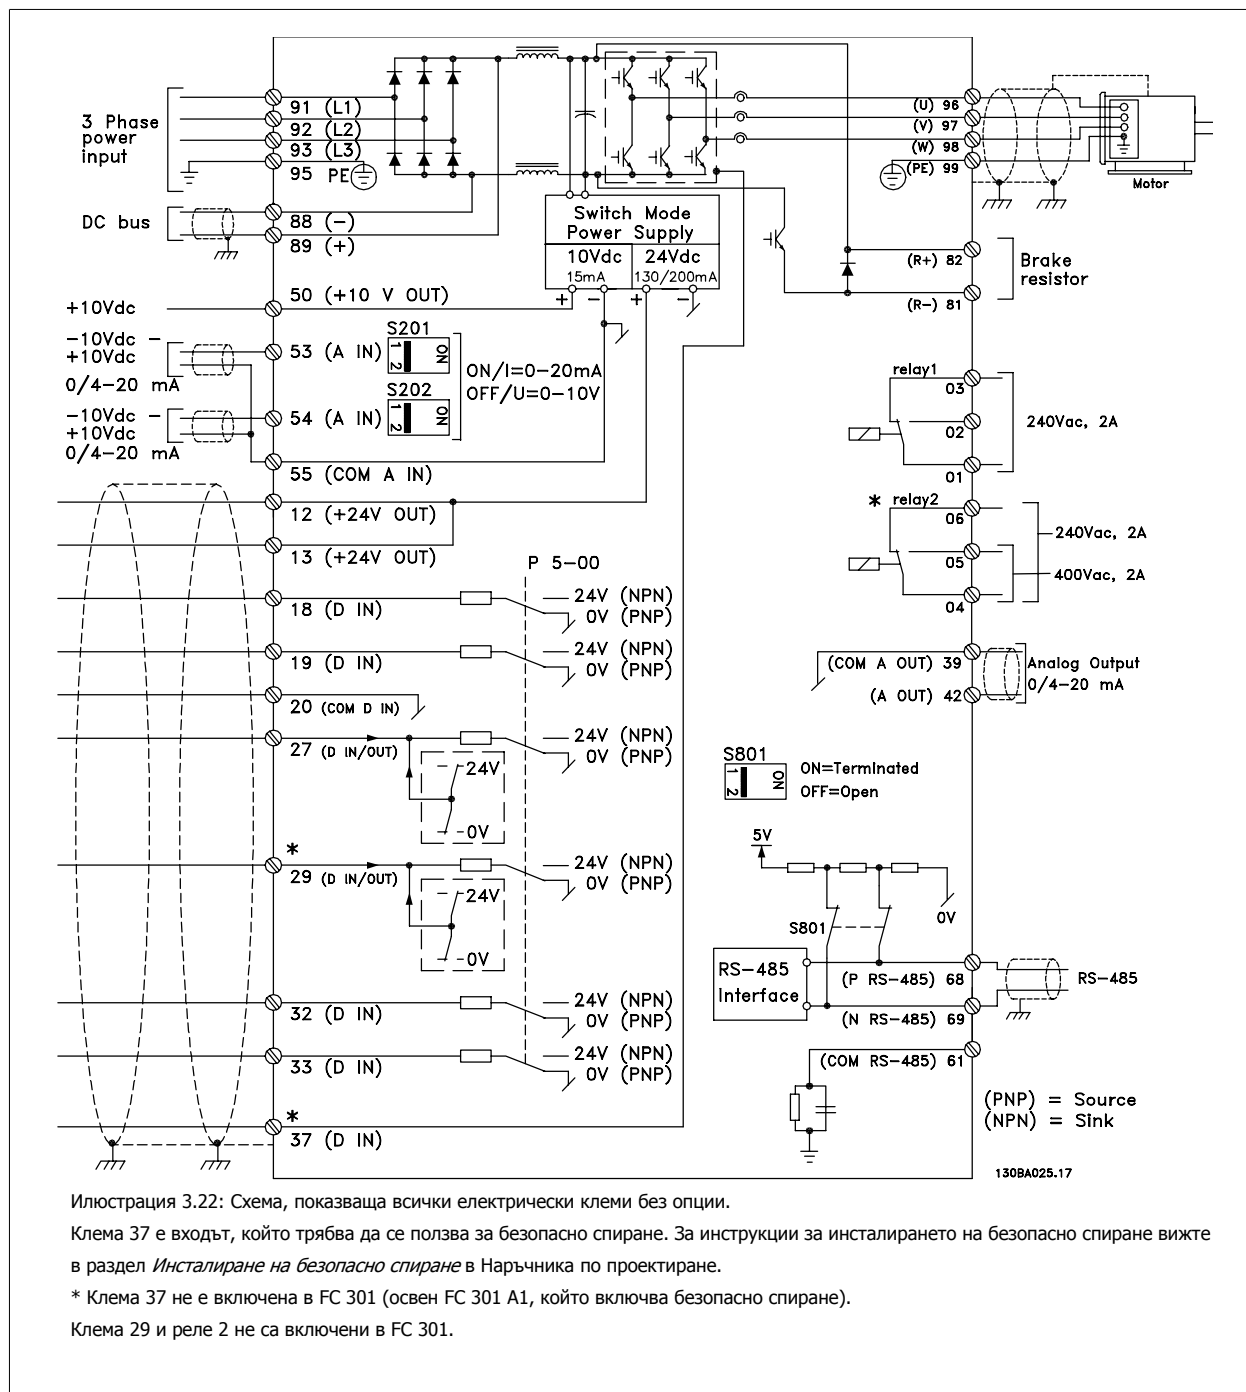 3 Phase
power
input
91 (L1)
92 (L2)
93 (L3)
95 PE
DC bus
88 (−)
89 (+)
Switch Mode
Power Supply
10Vdc
15mA
24Vdc
130/200mA
+ − + −
(U) 96
(V) 97
(W) 98
(PE) 99
Motor
(R+) 82
(R−) 81
Brake
resistor
+10Vdc
50 (+10 V OUT)
−10Vdc −
+10Vdc
0/4−20 mA
53 (A IN)
S201
1 2
ON
ON/I=0−20mA
OFF/U=0−10V
S202
1 2
ON
−10Vdc −
+10Vdc
0/4−20 mA
54 (A IN)
55 (COM A IN)
12 (+24V OUT)
13 (+24V OUT)
P 5-00
18 (D IN)
24V (NPN)
0V (PNP)
19 (D IN)
24V (NPN)
0V (PNP)
20 (COM D IN)
27 (D IN/OUT)
24V (NPN)
0V (PNP)
24V
0V
*
29 (D IN/OUT)
24V (NPN)
0V (PNP)
24V
0V
32 (D IN)
24V (NPN)
0V (PNP)
33 (D IN)
24V (NPN)
0V (PNP)
*
37 (D IN)
relay1
03
02
01
240Vac, 2A
* relay2
06
05
04
240Vac, 2A
400Vac, 2A
(COM A OUT) 39
(A OUT) 42
Analog Output
0/4−20 mA
S801
1 2
ON
ON=Terminated
OFF=Open
5V
S801
0V
RS−485
Interface
(P RS−485) 68
(N RS−485) 69
RS−485
(COM RS−485) 61
(PNP) = Source
(NPN) = Sink
130BA025.17
Илюстрация 3.22: Схема, показваща всички електрически клеми без опции.
Клема 37 е входът, който трябва да се ползва за безопасно спиране. За инструкции за инсталирането на безопасно спиране вижте
в раздел Инсталиране на безопасно спиране в Наръчника по проектиране.
* Клема 37 не е включена в FC 301 (освен FC 301 A1, който включва безопасно спиране).
Клема 29 и реле 2 не са включени в FC 301.